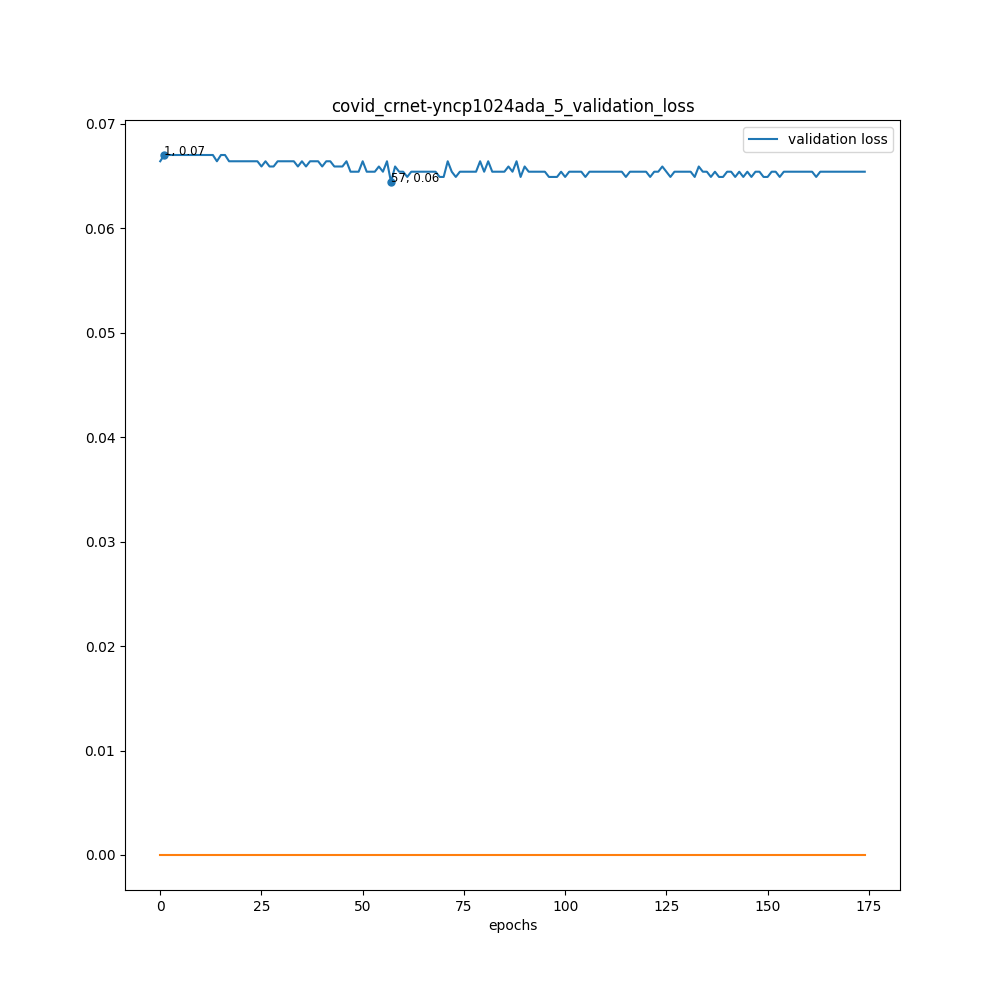 covid_crnet-yncp1024ada_5_validation_loss
0.07
validation loss
1, 0.07
57, 0.06
0.06
0.05
0.04
0.03
0.02
0.01
0.00
0 25 50 75 100 125 150 175
epochs